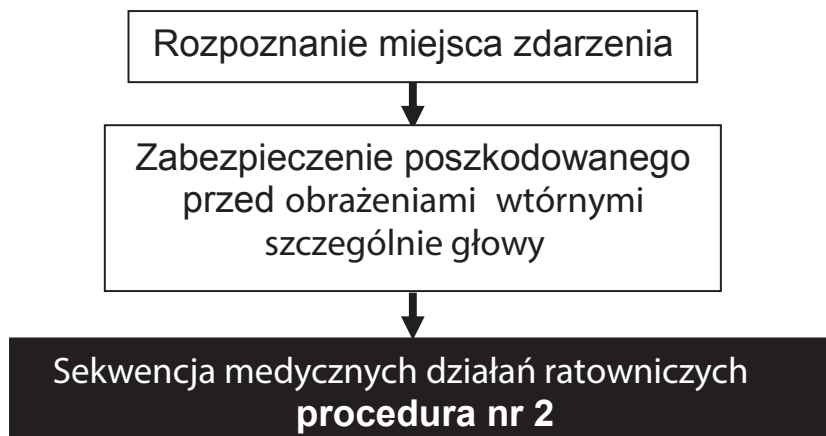 Rozpoznanie miejsca zdarzenia
Zabezpieczenie poszkodowanego
przed obrażeniami wtórnymi
szczególnie głowy
Sekwencja medycznych działań ratowniczych
procedura nr 2